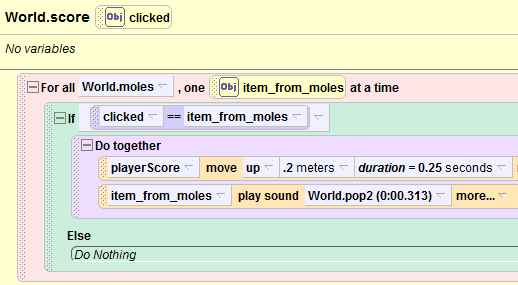 World.score Obj clicked
No variables
For all World.moles , one Obj item_from_moles at a time
If clicked == item_from_moles
Do together
playerScore move up .2 meters duration = 0.25 seconds
item_from_moles play sound World.pop2 (0:00.313) more...
Else
Do Nothing